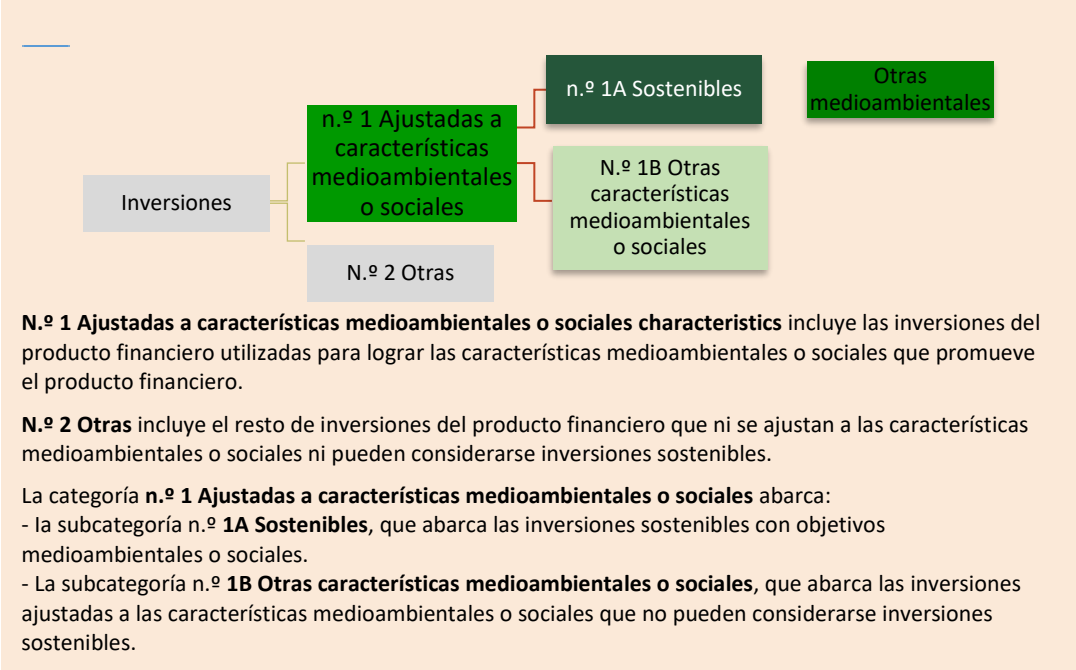 n.º 1A Sostenibles
Otras
medioambientales
n.º 1 Ajustadas a
características
medioambientales
o sociales
N.º 1B Otras
características
medioambientales
o sociales
Inversiones
N.º 2 Otras
N.º 1 Ajustadas a características medioambientales o sociales characteristics incluye las inversiones del
producto financiero utilizadas para lograr las características medioambientales o sociales que promueve
el producto financiero.
N.º 2 Otras incluye el resto de inversiones del producto financiero que ni se ajustan a las características
medioambientales o sociales ni pueden considerarse inversiones sostenibles.
La categoría n.º 1 Ajustadas a características medioambientales o sociales abarca:
- Ia subcategoría n.º 1A Sostenibles, que abarca las inversiones sostenibles con objetivos
medioambientales o sociales.
- La subcategoría n.º 1B Otras características medioambientales o sociales, que abarca las inversiones
ajustadas a las características medioambientales o sociales que no pueden considerarse inversiones
sostenibles.